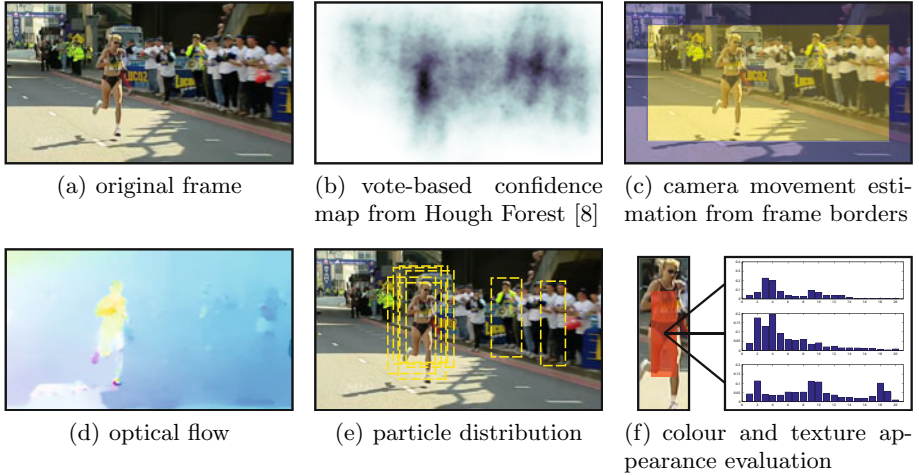 LUCOZ
(a) original frame
(b) vote-based confidence
map from Hough Forest [8]
(c) camera movement esti-
mation from frame borders
(d) optical flow
(e) particle distribution
(f) colour and texture ap-
pearance evaluation